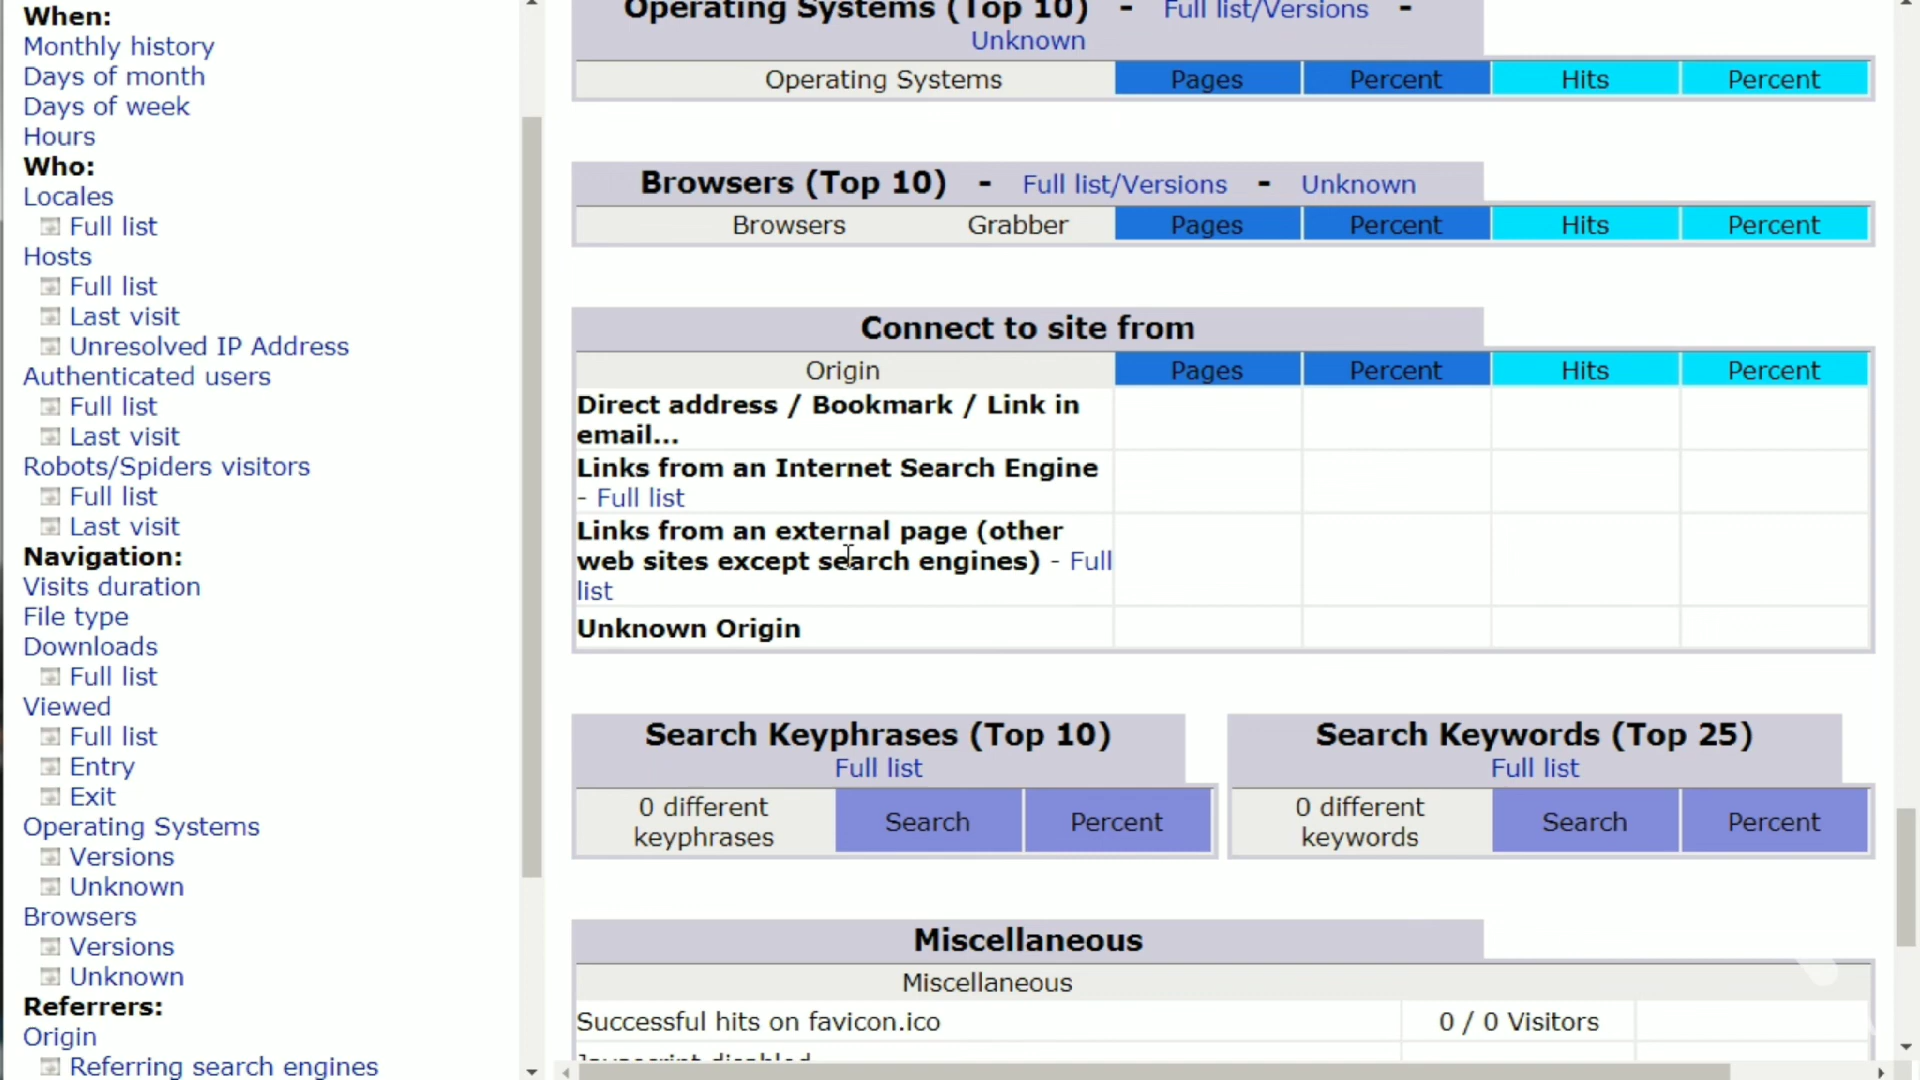 When:
Monthly history
Days of month
Days of week
Hours
Who:
Locales
Full list
Hosts
Full list
Last visit
Unresolved IP Address
Authenticated users
Full list
Last visit
Robots/Spiders visitors
Full list
Last visit
Navigation:
Visits duration
File type
Downloads
Full list
Viewed
Full list
Entry
Exit
Operating Systems
Versions
Unknown
Browsers
Versions
Unknown
Referrers:
Origin
Referring search engines
Operating Systems (Top 10) - Full list/Versions -
Unknown
Operating Systems Pages Percent Hits Percent
Browsers (Top 10) - Full list/Versions - Unknown
Browsers Grabber Pages Percent Hits Percent
Connect to site from
Origin Pages Percent Hits Percent
Direct address / Bookmark / Link in
email...
Links from an Internet Search Engine
- Full list
Links from an external page (other
web sites except search engines) - Full
list
Unknown Origin
Search Keyphrases (Top 10)
Full list
0 different
keyphrases
Search Percent
Search Keywords (Top 25)
Full list
0 different
keywords
Search Percent
Miscellaneous
Miscellaneous
Successful hits on favicon.ico 0 / 0 Visitors
Javascript disabled